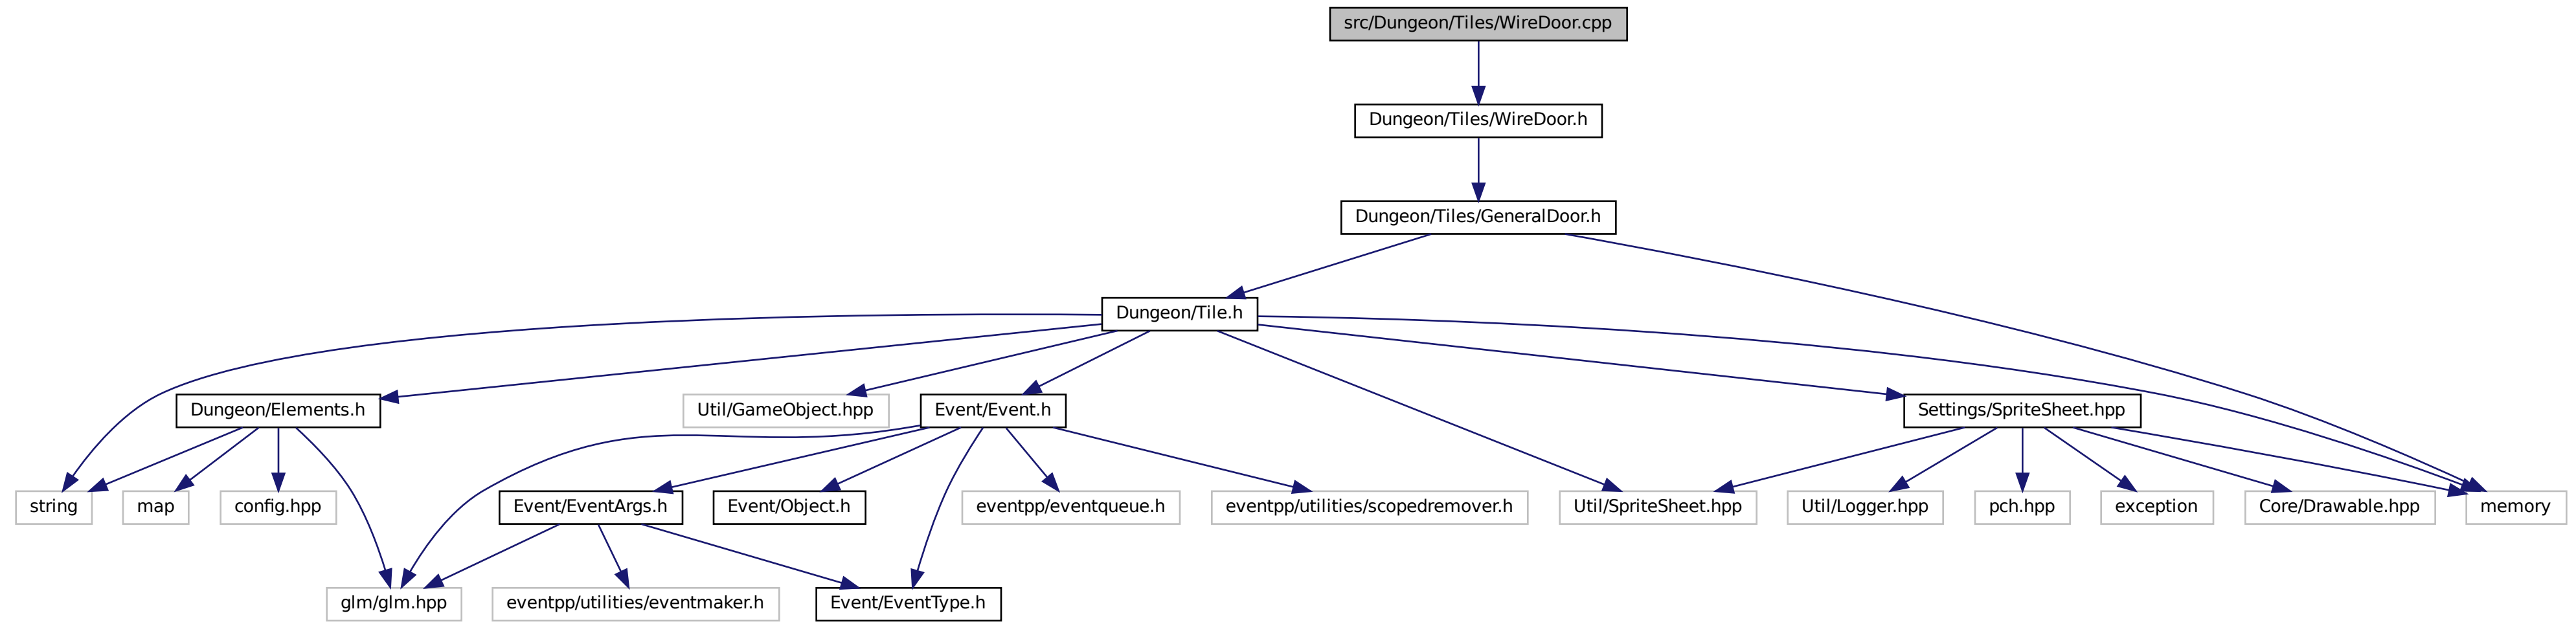 src/Dungeon/Tiles/WireDoor.cpp
Dungeon/Tiles/WireDoor.h
Dungeon/Tiles/GeneralDoor.h
Dungeon/Tile.h
Dungeon/Elements.h
Util/GameObject.hpp
Event/Event.h
Settings/SpriteSheet.hpp
string
map
config.hpp
Event/EventArgs.h
Event/Object.h
eventpp/eventqueue.h
eventpp/utilities/scopedremover.h
Util/SpriteSheet.hpp
Util/Logger.hpp
pch.hpp
exception
Core/Drawable.hpp
memory
glm/glm.hpp
eventpp/utilities/eventmaker.h
Event/EventType.h